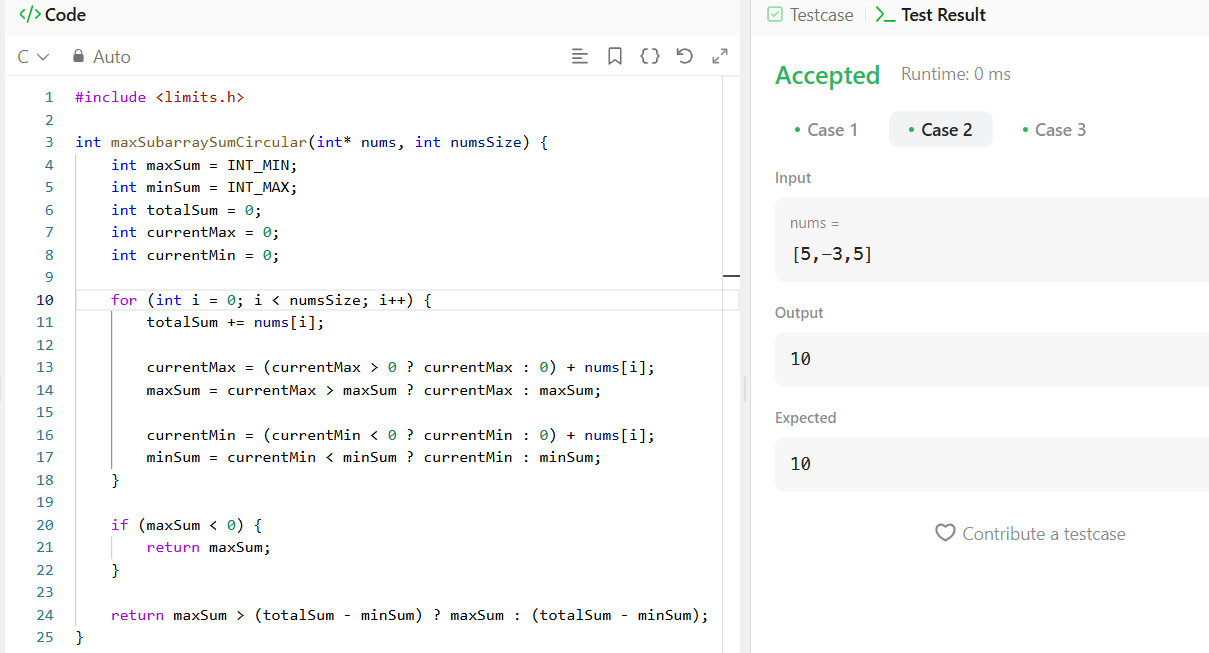 </> Code
C Auto
1 #include <limits.h>
2
3 int maxSubarraySumCircular(int* nums, int numsSize) {
4     int maxSum = INT_MIN;
5     int minSum = INT_MAX;
6     int totalSum = 0;
7     int currentMax = 0;
8     int currentMin = 0;
9
10     for (int i = 0; i < numsSize; i++) {
11         totalSum += nums[i];
12
13         currentMax = (currentMax > 0 ? currentMax : 0) + nums[i];
14         maxSum = currentMax > maxSum ? currentMax : maxSum;
15
16         currentMin = (currentMin < 0 ? currentMin : 0) + nums[i];
17         minSum = currentMin < minSum ? currentMin : minSum;
18     }
19
20     if (maxSum < 0) {
21         return maxSum;
22     }
23
24     return maxSum > (totalSum - minSum) ? maxSum : (totalSum - minSum);
25 }
Testcase Test Result
Accepted Runtime: 0 ms
• Case 1 • Case 2 • Case 3
Input
nums =
[5,-3,5]
Output
10
Expected
10
Contribute a testcase